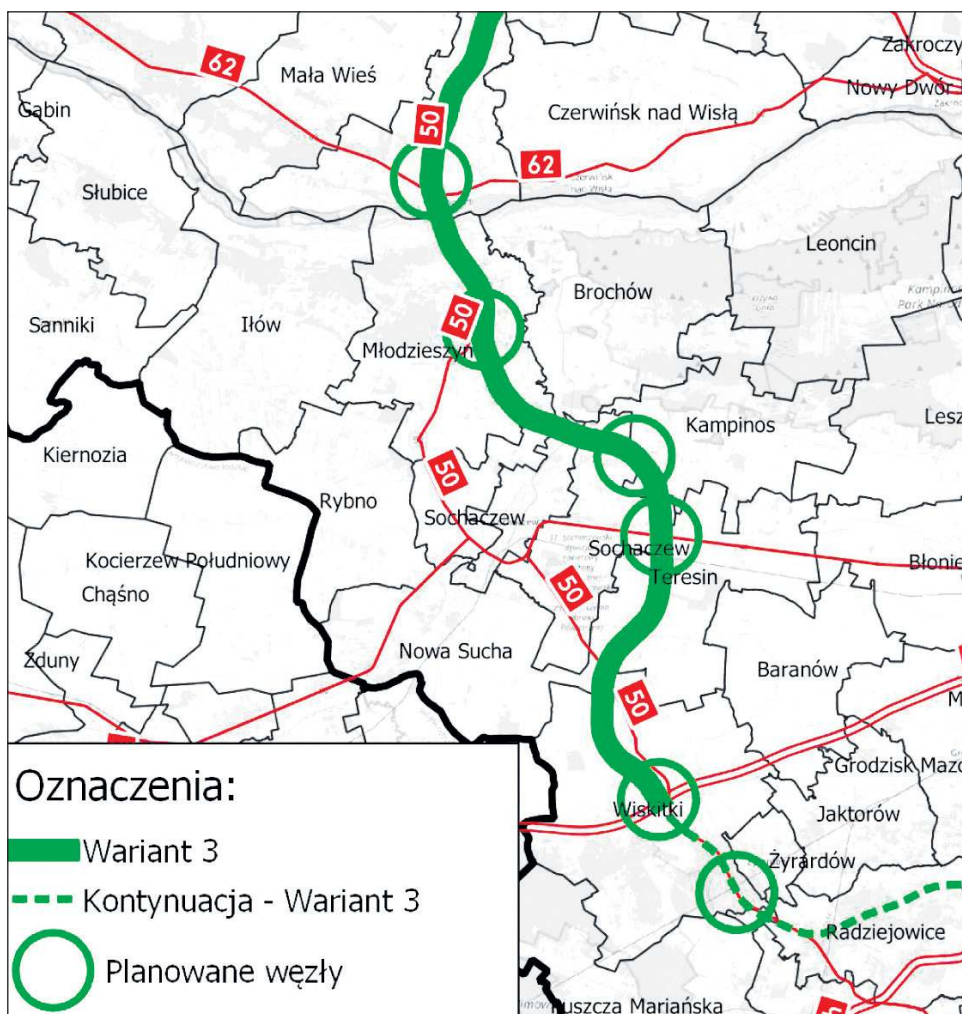 Zakroczy
62
Mała Wieś
Nowy Dwór
Gąbin
50
Czerwińsk nad Wisłą
62
Słubice
Leoncin
Brochów
Sanniki
Iłów
50
Młodzieszyn
Kampinos
Lesz
Kiernozia
50
Rybno
Sochaczew
Sochaczew
Kocierzew Południowy
Teresin
Błonie
Chąśno
50
Nowa Sucha
Zduny
Baranów
50
Oznaczenia:
Grodzisk Mazo
Wiskitki
Jaktorów
Wariant 3
Żyrardów
Kontynuacja - Wariant 3
Radziejowice
Planowane węzły
Puszcza Mariańska